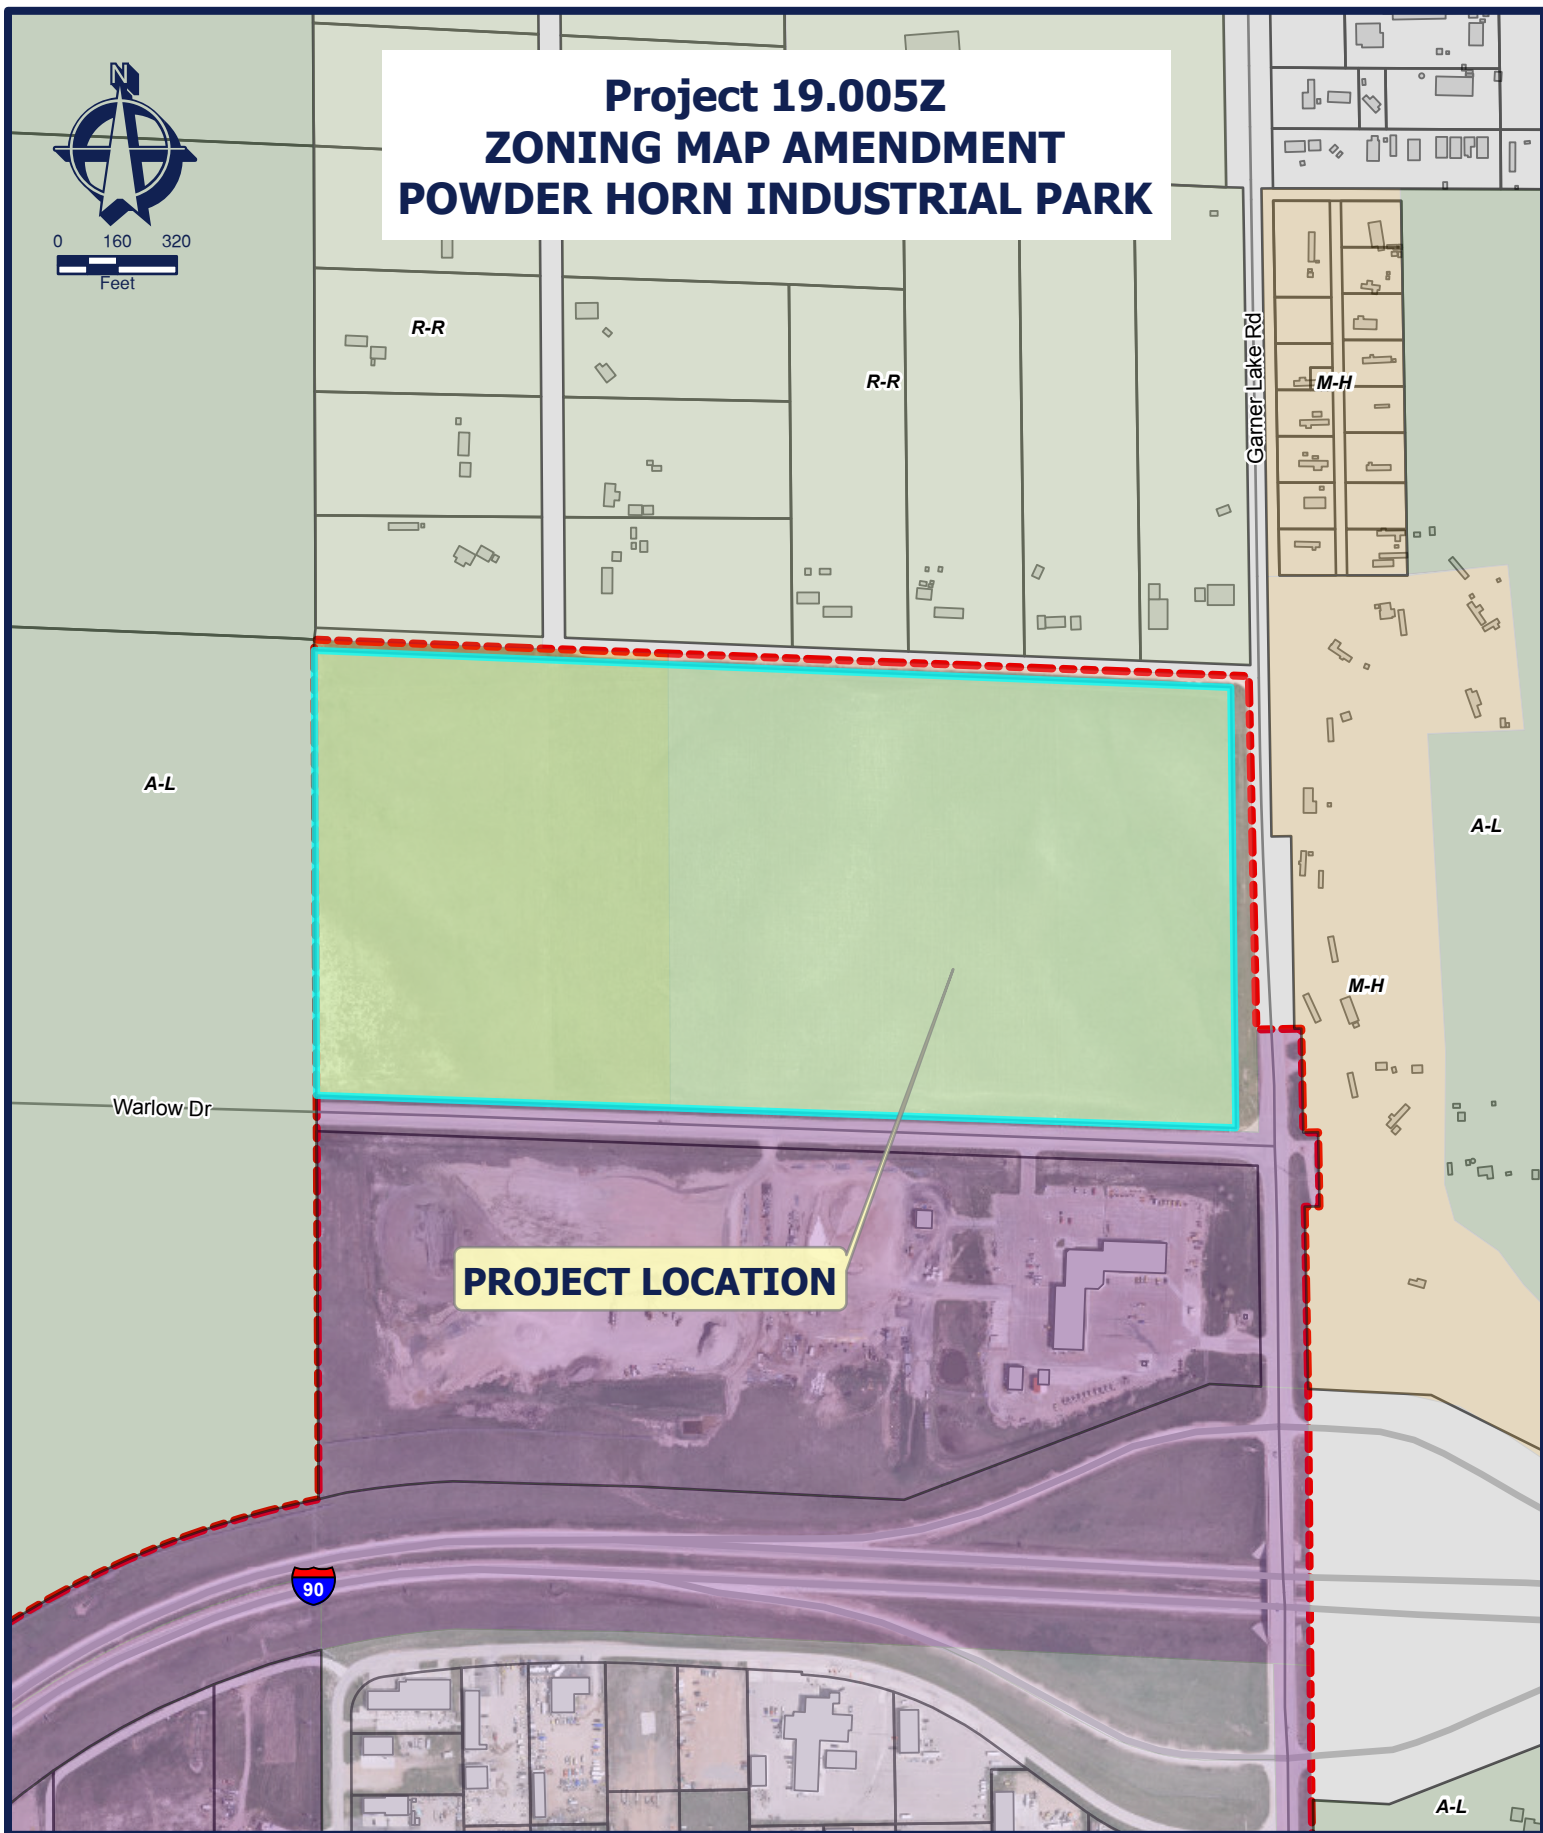 N
0 160 320
Feet
Project 19.005Z
ZONING MAP AMENDMENT
POWDER HORN INDUSTRIAL PARK
R-R
R-R
Garner Lake Rd
M-H
A-L
A-L
M-H
Warlow Dr
PROJECT LOCATION
90
A-L